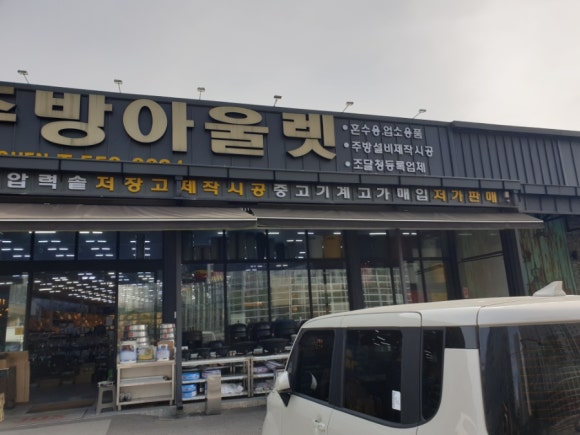 주방아울렛
•혼수용.업소용품
•주방설비제작시공
•조달청등록업체
압력솥 저장고제작시공 중고기계고가매입 저가판매